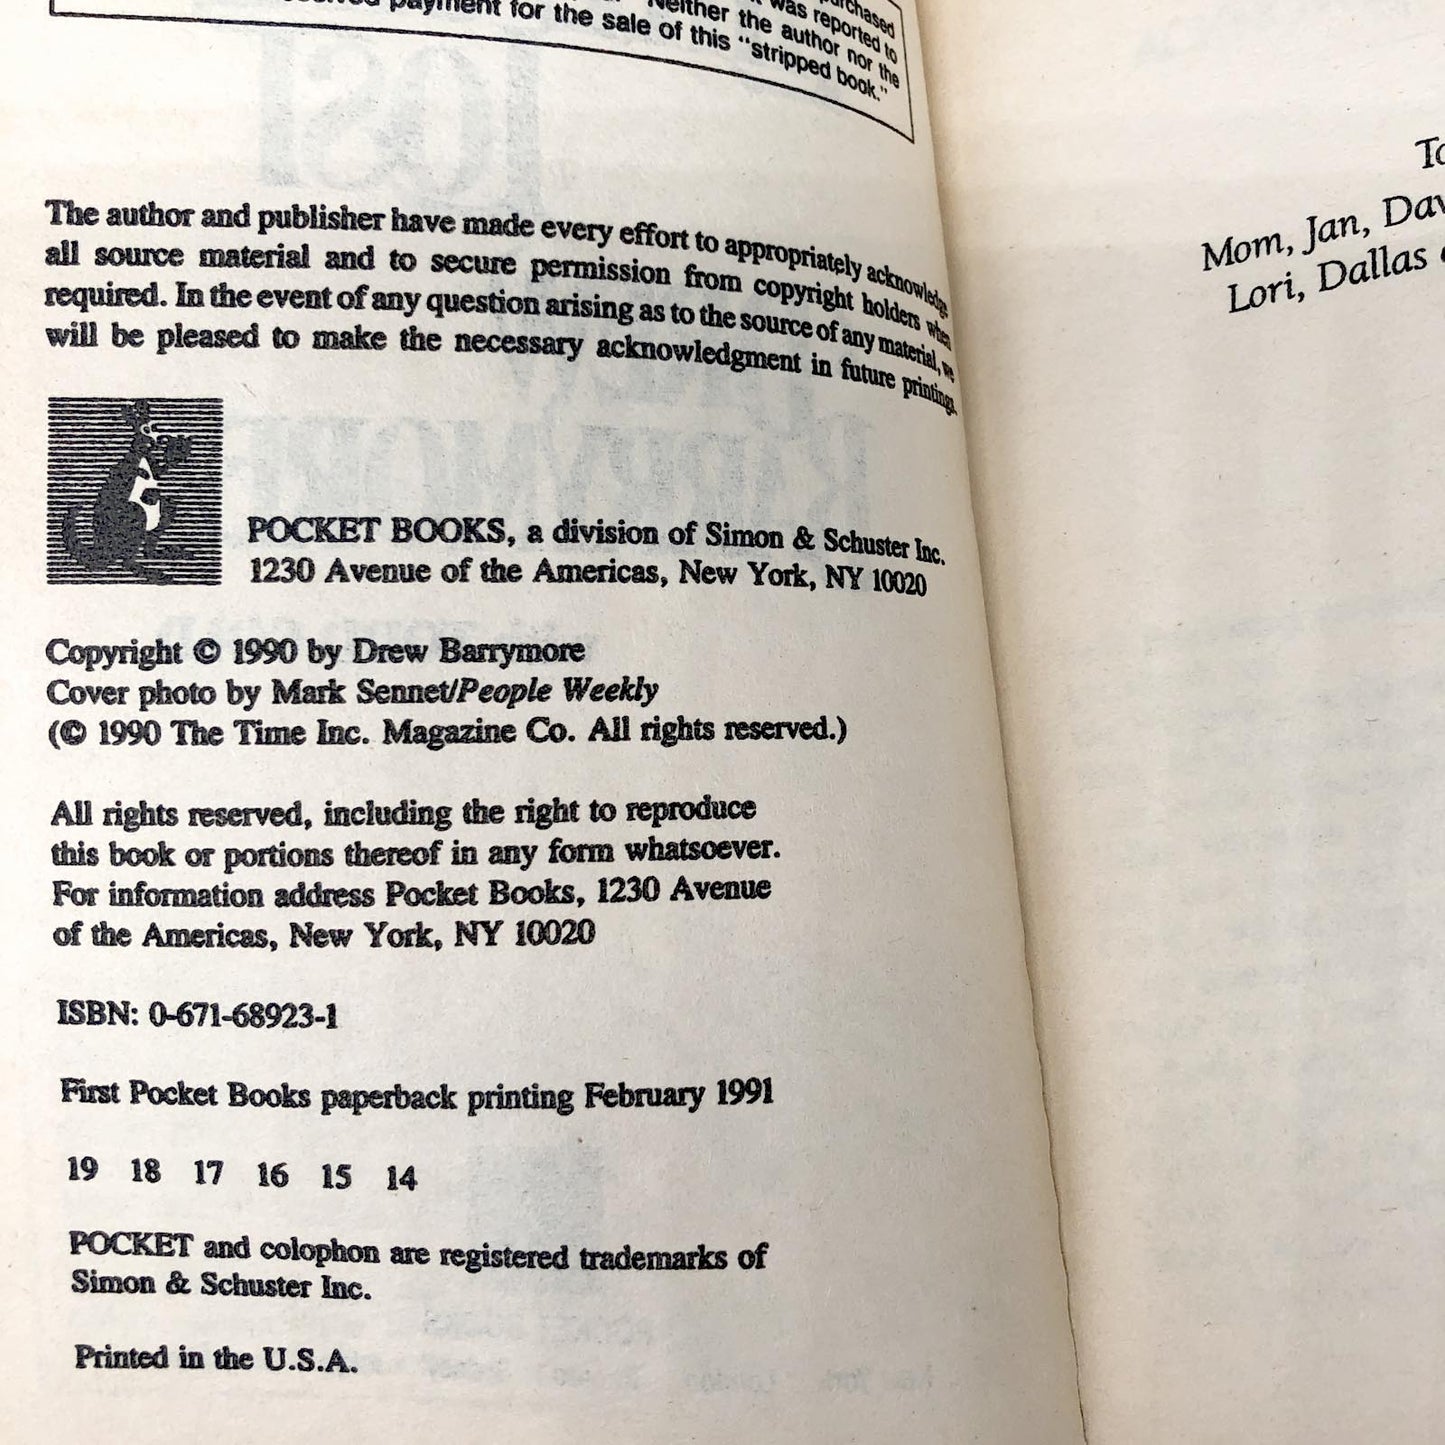 purchased
was reported to
Neither the author nor the
payment for the sale of this "stripped book."
The author and publisher have made every effort to appropriately acknowledge
all source material and to secure permission from copyright holders when
required. In the event of any question arising as to the source of any material, we
will be pleased to make the necessary acknowledgment in future printings.
POCKET BOOKS, a division of Simon & Schuster Inc.
1230 Avenue of the Americas, New York, NY 10020
Copyright © 1990 by Drew Barrymore
Cover photo by Mark Sennet/People Weekly
(© 1990 The Time Inc. Magazine Co. All rights reserved.)
All rights reserved, including the right to reproduce
this book or portions thereof in any form whatsoever.
For information address Pocket Books, 1230 Avenue
of the Americas, New York, NY 10020
ISBN: 0-671-68923-1
First Pocket Books paperback printing February 1991
19 18 17 16 15 14
POCKET and colophon are registered trademarks of
Simon & Schuster Inc.
Printed in the U.S.A.
To
Mom, Jan, Dav
Lori, Dallas